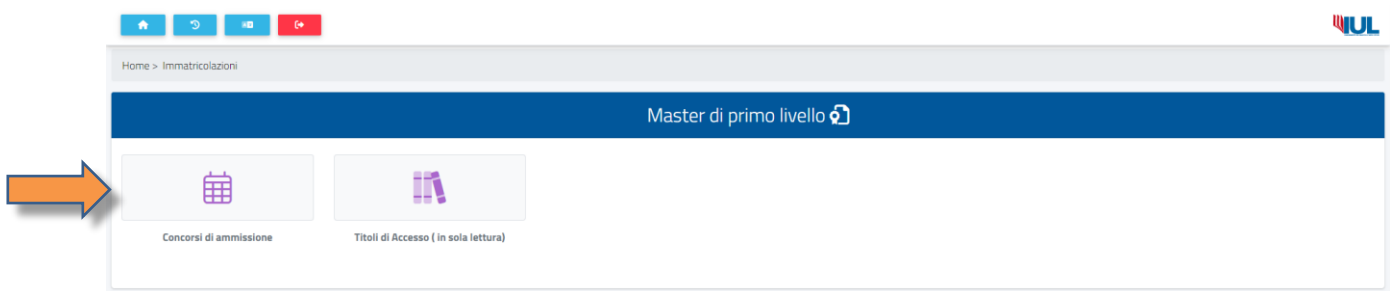 IUL
Home > Immatricolazioni
Master di primo livello
Concorsi di ammissione
Titoli di Accesso ( in sola lettura)